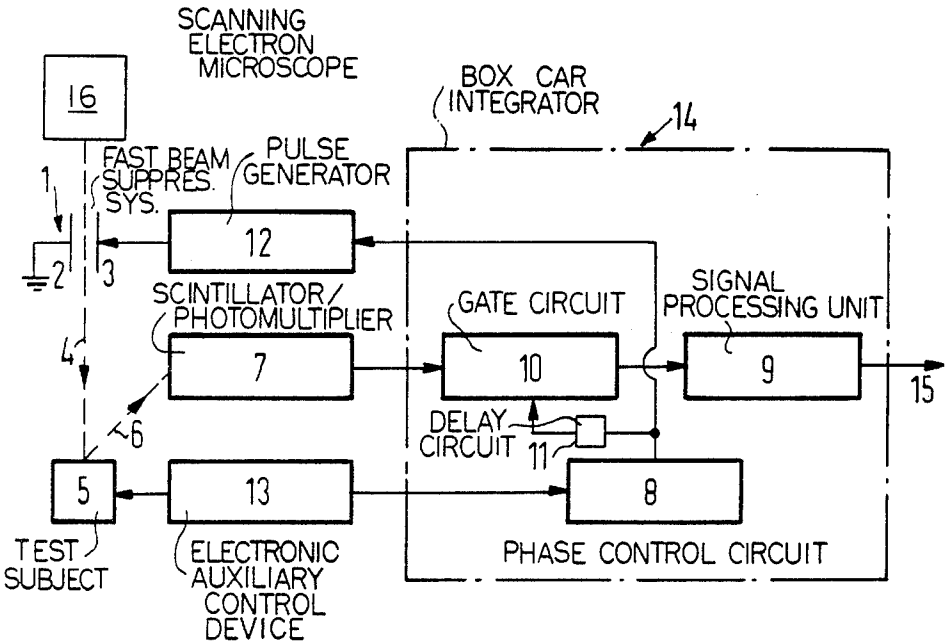 SCANNING
ELECTRON
MICROSCOPE
16
BOX CAR
INTEGRATOR
14
FAST BEAM
SUPPRES.
SYS.
1
2
3
PULSE
GENERATOR
12
SCINTILLATOR/
PHOTOMULTIPLIER
7
GATE CIRCUIT
10
SIGNAL
PROCESSING UNIT
9
15
4
6
DELAY
CIRCUIT
11
5
13
8
TEST
SUBJECT
ELECTRONIC
AUXILIARY
CONTROL
DEVICE
PHASE CONTROL CIRCUIT